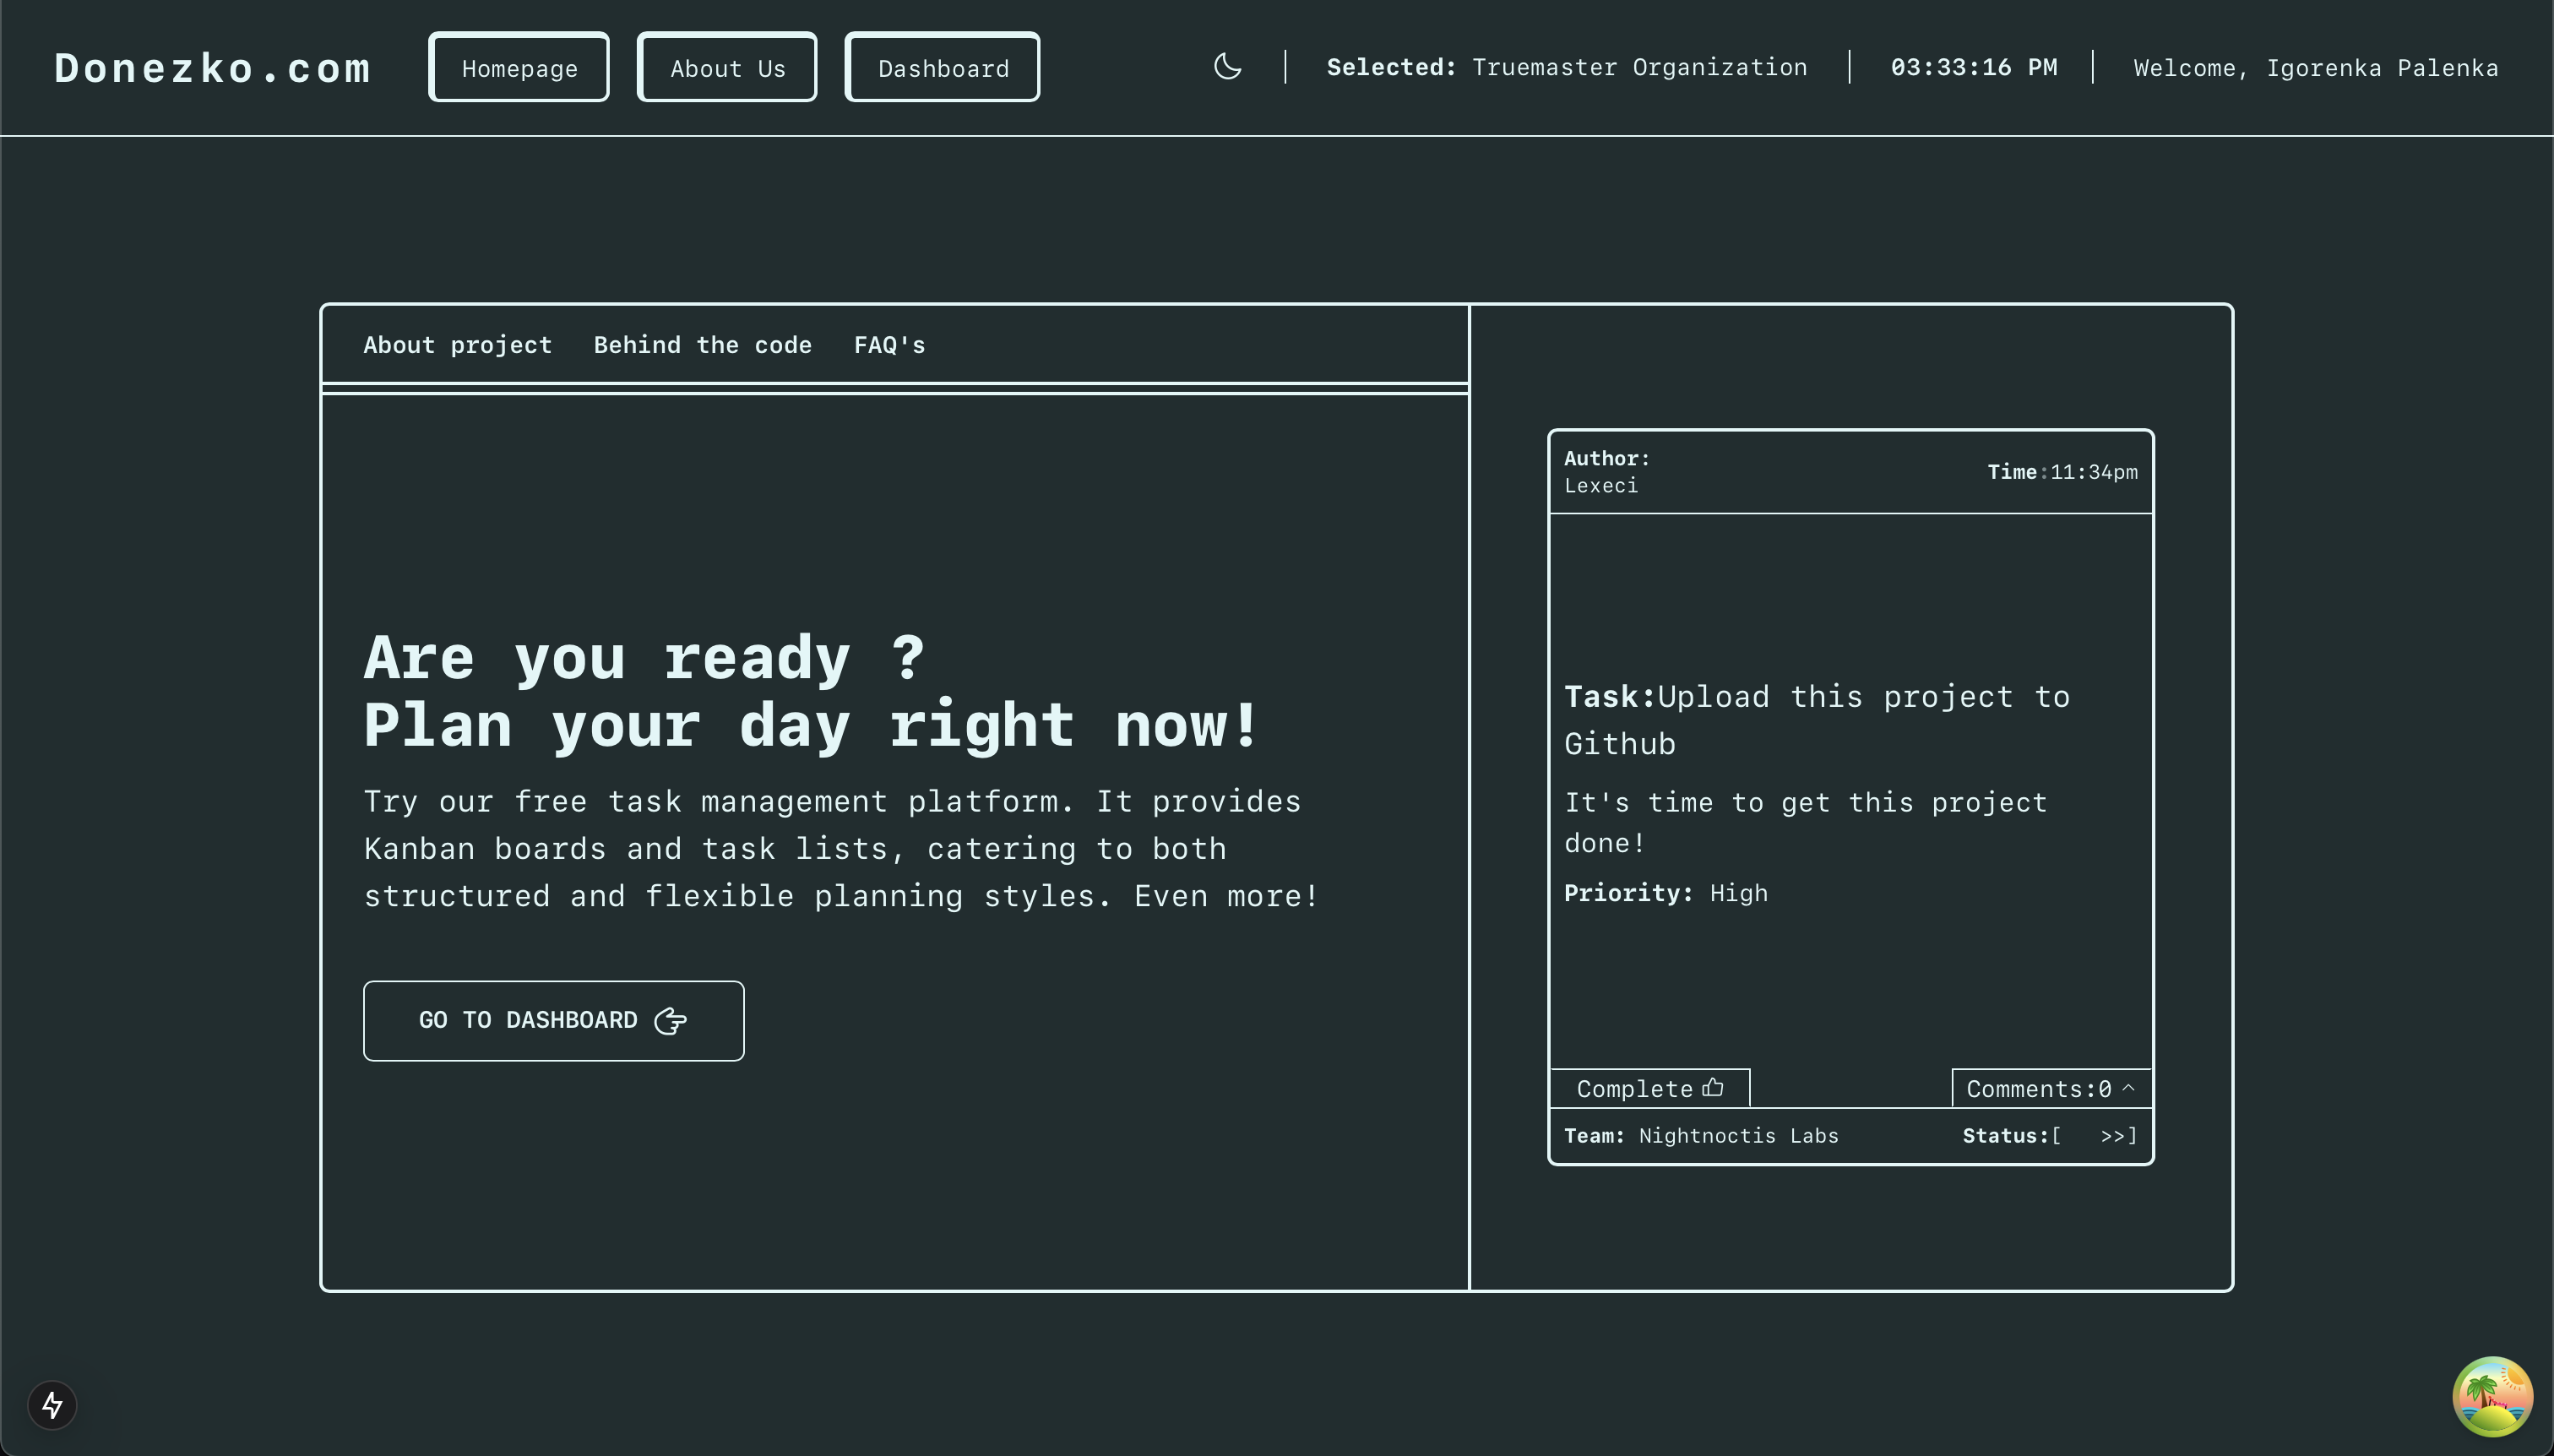 Donezko.com
Homepage
About Us
Dashboard
Selected: Truemaster Organization
03:33:16 PM
Welcome, Igorenka Palenka
About project
Behind the code
FAQ's
Are you ready ?
Plan your day right now!
Try our free task management platform. It provides
Kanban boards and task lists, catering to both
structured and flexible planning styles. Even more!
GO TO DASHBOARD
Author:
Lexeci
Time:11:34pm
Task:Upload this project to
Github
It's time to get this project
done!
Priority: High
Complete
Comments:0
Team: Nightnoctis Labs
Status:[   >>]